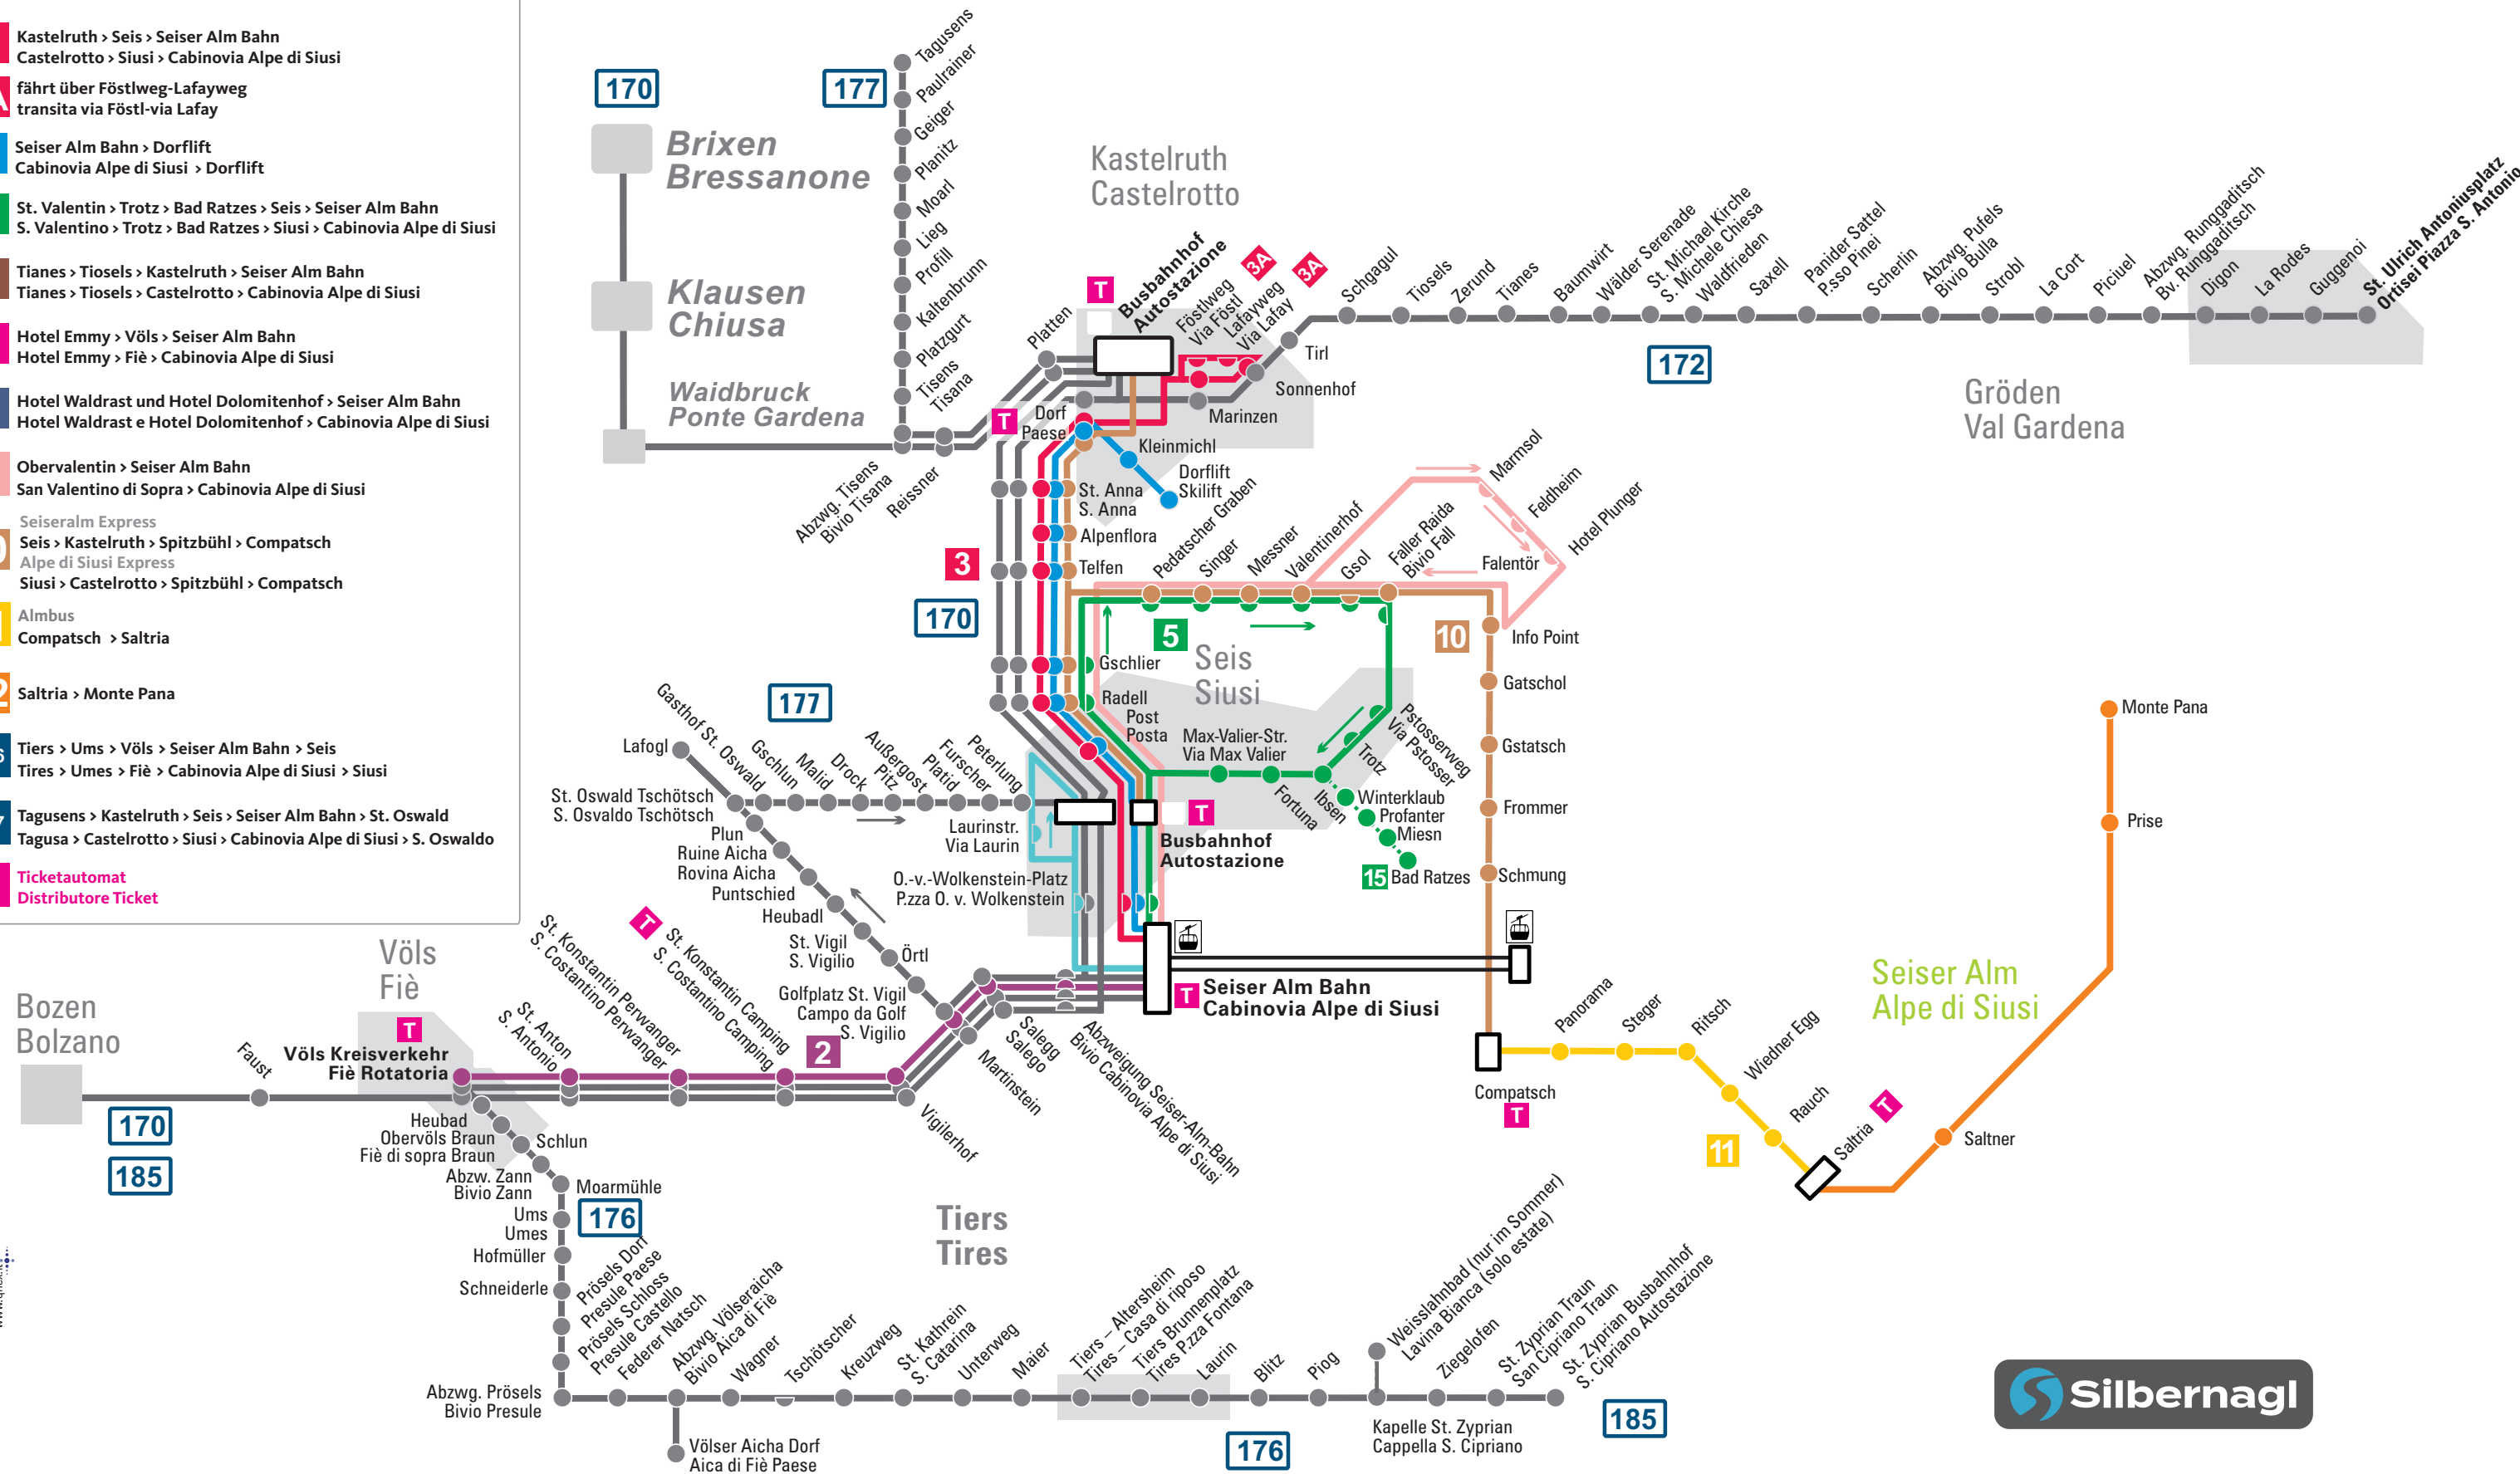 Kastelruth › Seis › Seiser Alm Bahn
Castelrotto › Siusi › Cabinovia Alpe di Siusi
fährt über Föstlweg-Lafayweg
transita via Föstl-via Lafay
Seiser Alm Bahn › Dorflift
Cabinovia Alpe di Siusi › Dorflift
St. Valentin › Trotz › Bad Ratzes › Seis › Seiser Alm Bahn
S. Valentino › Trotz › Bad Ratzes › Siusi › Cabinovia Alpe di Siusi
Tianes › Tiosels › Kastelruth › Seiser Alm Bahn
Tianes › Tiosels › Castelrotto › Cabinovia Alpe di Siusi
Hotel Emmy › Völs › Seiser Alm Bahn
Hotel Emmy › Fiè › Cabinovia Alpe di Siusi
Hotel Waldrast und Hotel Dolomitenhof › Seiser Alm Bahn
Hotel Waldrast e Hotel Dolomitenhof › Cabinovia Alpe di Siusi
Obervalentin › Seiser Alm Bahn
San Valentino di Sopra › Cabinovia Alpe di Siusi
Seiseralm Express
Seis › Kastelruth › Spitzbühl › Compatsch
Alpe di Siusi Express
Siusi › Castelrotto › Spitzbühl › Compatsch
Almbus
Compatsch › Saltria
Saltria › Monte Pana
Tiers › Ums › Völs › Seiser Alm Bahn › Seis
Tires › Umes › Fiè › Cabinovia Alpe di Siusi › Siusi
Tagusens › Kastelruth › Seis › Seiser Alm Bahn › St. Oswald
Tagusa › Castelrotto › Siusi › Cabinovia Alpe di Siusi › S. Oswaldo
Ticketautomat
Distributore Ticket
170
177
Brixen
Bressanone
Klausen
Chiusa
Waidbruck
Ponte Gardena
Tagusens
Paulrainer
Geiger
Planitz
Moarl
Lieg
Profill
Kaltenbrunn
Platzgurt
Tisens
Tisana
Abzw. Tisens
Bivio Tisana
Reissner
Platten
Kastelruth
Castelrotto
T
Busbahnhof
Autostazione
Föstlweg
Via Föstl
3A
Lafayweg
Via Lafay
3A
Tirl
Sonnenhof
Marinzen
Schgagul
Tiosels
Zerund
Tianes
Baumwirt
Wälder Serenade
St. Michael Kirche
S. Michele Chiesa
Waldfrieden
Saxell
Panider Sattel
P.sso Pinei
Scherlin
Abzwg. Pufels
Bivio Bulla
Strobl
La Cort
Piciuel
Abzwg. Runggaditsch
Bv. Runggaditsch
Digon
La Rodes
Guggenoi
St. Ulrich Antoniusplatz
Ortisei Piazza S. Antonio
172
Gröden
Val Gardena
T
Dorf
Paese
Kleinmichl
Dorflift
Skilift
St. Anna
S. Anna
Alpenflora
Telfen
3
170
Pedatscher Graben
Singer
Messner
Valentinerhof
Gsol
Faller Raida
Bivio Fall
Marmsol
Feldheim
Hotel Plunger
Falentör
5
10
Info Point
Gatschol
Gstatsch
Frommer
Schmung
Seis
Siusi
Gschlier
Radell
Post
Posta
Max-Valier-Str.
Via Max Valier
Fortuna
Ibsen
Trotz
Pstosserweg
Via Pstosser
Winterklaub
Profanter
Miesn
15
Bad Ratzes
T
Busbahnhof
Autostazione
177
Lafogl
Gasthof St. Oswald
Gschlun
Malid
Drock
Außergost
Pitz
Platid
Furscher
Peterlung
St. Oswald Tschötsch
S. Osvaldo Tschötsch
Plun
Ruine Aicha
Rovina Aicha
Puntschied
Heubadl
St. Vigil
S. Vigilio
Örtl
Golfplatz St. Vigil
Campo da Golf
S. Vigilio
Laurinstr.
Via Laurin
O.-v.-Wolkenstein-Platz
P.zza O. v. Wolkenstein
T
Seiser Alm Bahn
Cabinovia Alpe di Siusi
Völs
Fiè
T
Völs Kreisverkehr
Fiè Rotatoria
Bozen
Bolzano
Faust
St. Anton
S. Antonio
St. Konstantin Perwanger
S. Costantino Perwanger
T
St. Konstantin Camping
S. Costantino Camping
2
Vigilerhof
Martinstein
Salegg
Salego
Abzweigung Seiser-Alm-Bahn
Bivio Cabinovia Alpe di Siusi
170
185
Heubad
Obervöls Braun
Fiè di sopra Braun
Schlun
Abzw. Zann
Bivio Zann
Moarmühle
176
Ums
Umes
Hofmüller
Schneiderle
Prösels Dorf
Presule Paese
Prösels Schloss
Presule Castello
Abzwg. Prösels
Bivio Presule
Federer Natsch
Abzwg. Völseraicha
Bivio Aica di Fiè
Völser Aicha Dorf
Aica di Fiè Paese
Wagner
Tschötscher
Kreuzweg
St. Kathrein
S. Catarina
Unterweg
Maier
Tiers
Tires
Tiers – Altersheim
Tires – Casa di riposo
Tiers Brunnenplatz
Tires P.zza Fontana
Laurin
Blitz
Piog
176
Weisslahnbad (nur im Sommer)
Lavina Bianca (solo estate)
Kapelle St. Zyprian
Cappella S. Cipriano
Ziegelofen
St. Zyprian Traun
San Cipriano Traun
St. Zyprian Busbahnhof
S. Cipriano Autostazione
185
Compatsch
T
Panorama
Steger
Ritsch
Wiedner Egg
Rauch
11
Saltria
T
Seiser Alm
Alpe di Siusi
Saltner
Prise
Monte Pana
Silbernagl